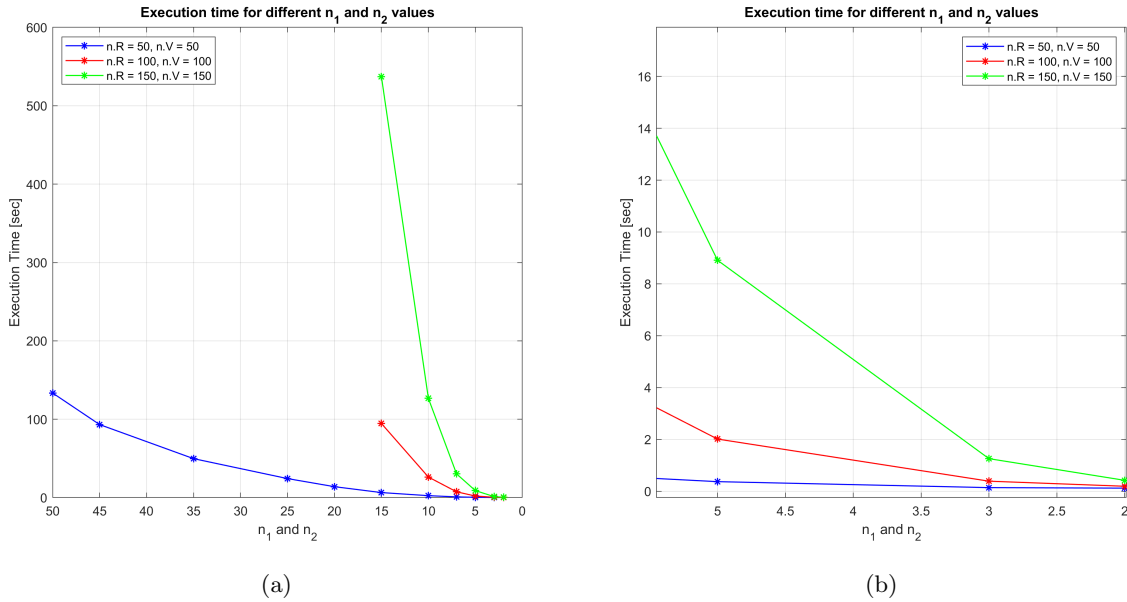 Execution time for different n1 and n2 values
n.R = 50, n.V = 50
n.R = 100, n.V = 100
n.R = 150, n.V = 150
Execution Time [sec]
600
500
400
300
200
100
0
50 45 40 35 30 25 20 15 10 5 0
n1 and n2
(a)
Execution time for different n1 and n2 values
n.R = 50, n.V = 50
n.R = 100, n.V = 100
n.R = 150, n.V = 150
Execution Time [sec]
16
14
12
10
8
6
4
2
0
5 4.5 4 3.5 3 2.5 2
n1 and n2
(b)